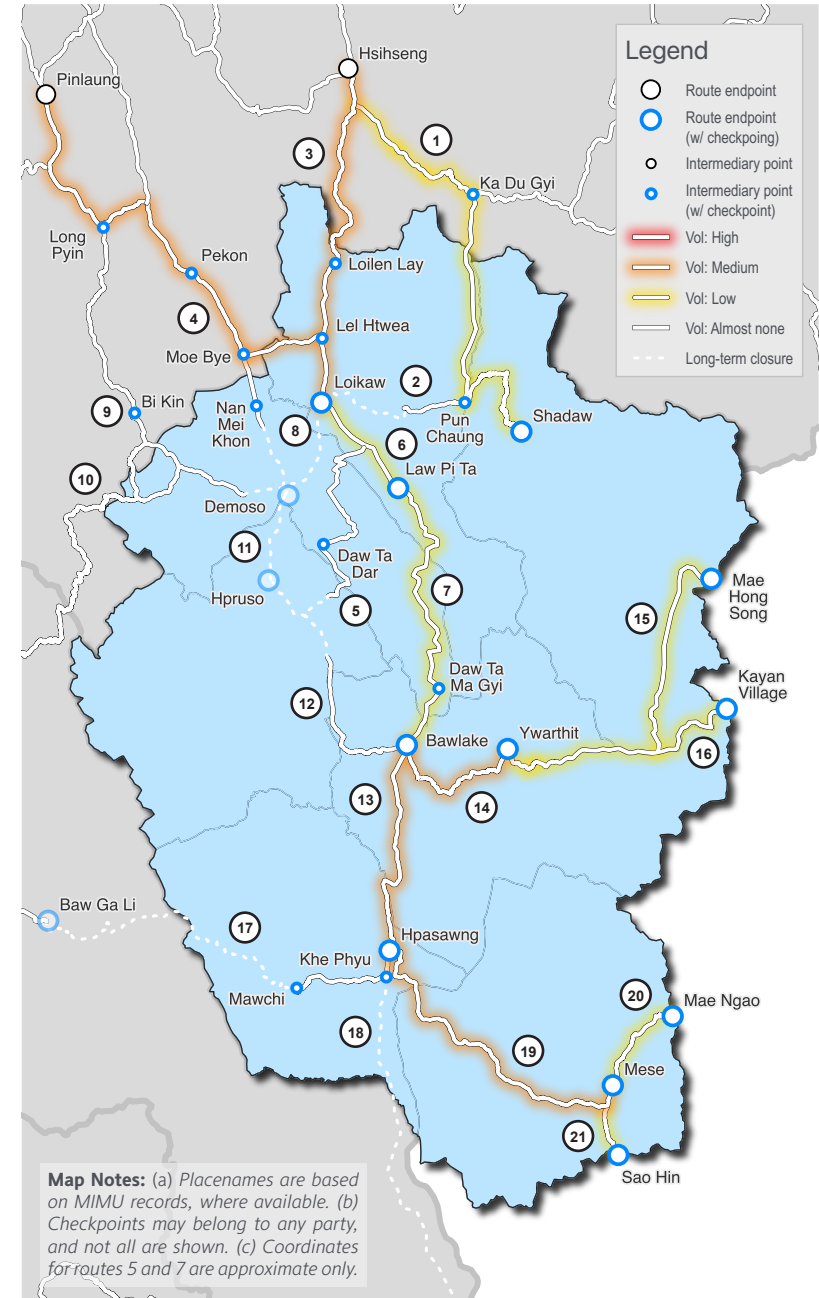 Hsihseng
Pinlaung
Legend
Route endpoint
Route endpoint
(w/ checkpoing)
Intermediary point
Intermediary point
(w/ checkpoint)
Vol: High
Vol: Medium
Vol: Low
Vol: Almost none
Long-term closure
1
3
Ka Du Gyi
Long
Pyin
Pekon
Loilen Lay
4
Lel Htwea
Moe Bye
Loikaw
2
Bi Kin
9
Nan
Mei
Khon
8
Pun
Chaung
Shadaw
6
Law Pi Ta
10
Demoso
11
Daw Ta
Dar
Hpruso
5
7
Mae
Hong
Song
15
Daw Ta
Ma Gyi
Kayan
Village
12
Bawlake
Ywarthit
16
13
14
Baw Ga Li
17
Hpasawng
Khe Phyu
Mawchi
20
Mae Ngao
18
19
Mese
21
Sao Hin
Map Notes: (a) Placenames are based
on MIMU records, where available. (b)
Checkpoints may belong to any party,
and not all are shown. (c) Coordinates
for routes 5 and 7 are approximate only.